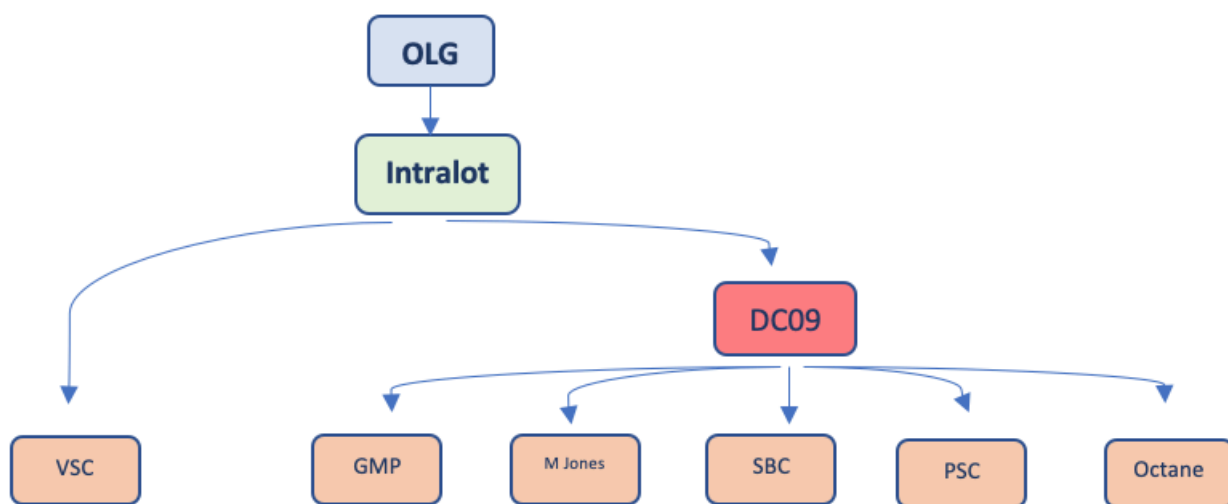 OLG
Intralot
DC09
VSC
GMP
M Jones
SBC
PSC
Octane